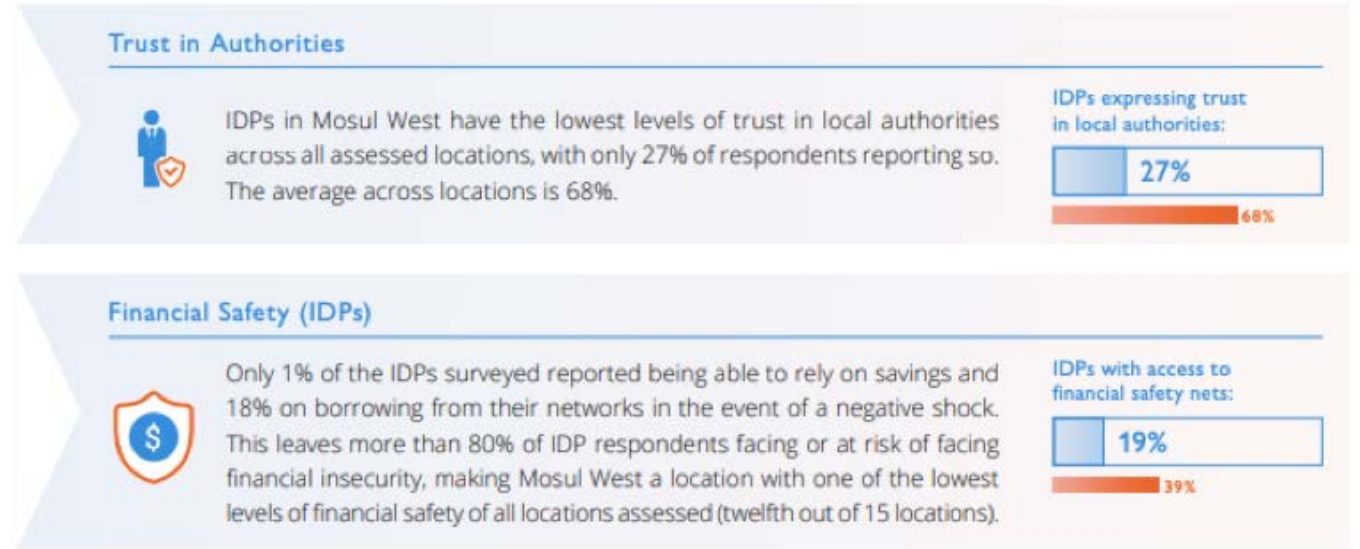 Trust in Authorities
IDPs in Mosul West have the lowest levels of trust in local authorities
across all assessed locations, with only 27% of respondents reporting so.
The average across locations is 68%.
IDPs expressing trust
in local authorities:
27%
68%
Financial Safety (IDPs)
$
Only 1% of the IDPs surveyed reported being able to rely on savings and
18% on borrowing from their networks in the event of a negative shock.
This leaves more than 80% of IDP respondents facing or at risk of facing
financial insecurity, making Mosul West a location with one of the lowest
levels of financial safety of all locations assessed (twelfth out of 15 locations).
IDPs with access to
financial safety nets:
19%
39%